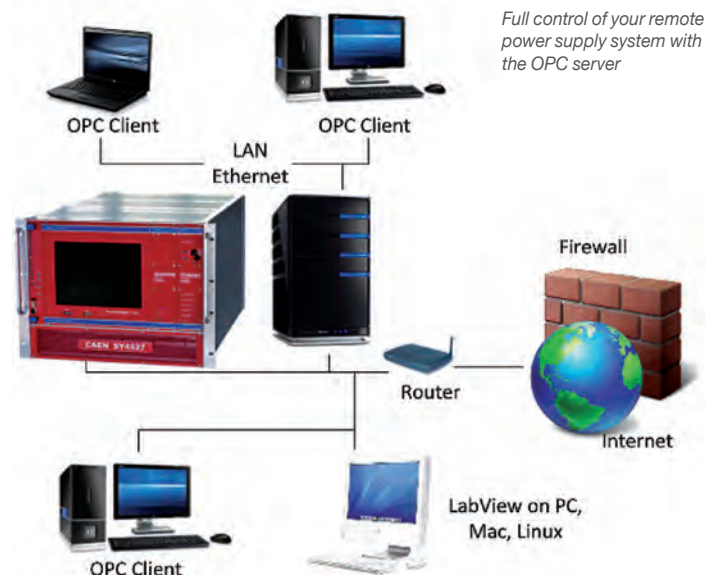 Full control of your remote
power supply system with
the OPC server
OPC Client
OPC Client
LAN
Ethernet
CAEN SY4527
Firewall
Router
Internet
OPC Client
LabView on PC,
Mac, Linux